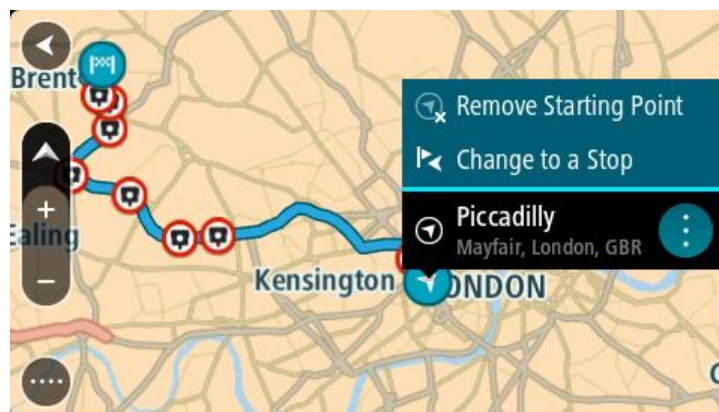 Brent
Remove Starting Point
Change to a Stop
Piccadilly
Mayfair, London, GBR
+
Ealing
−
Kensington
ONDON